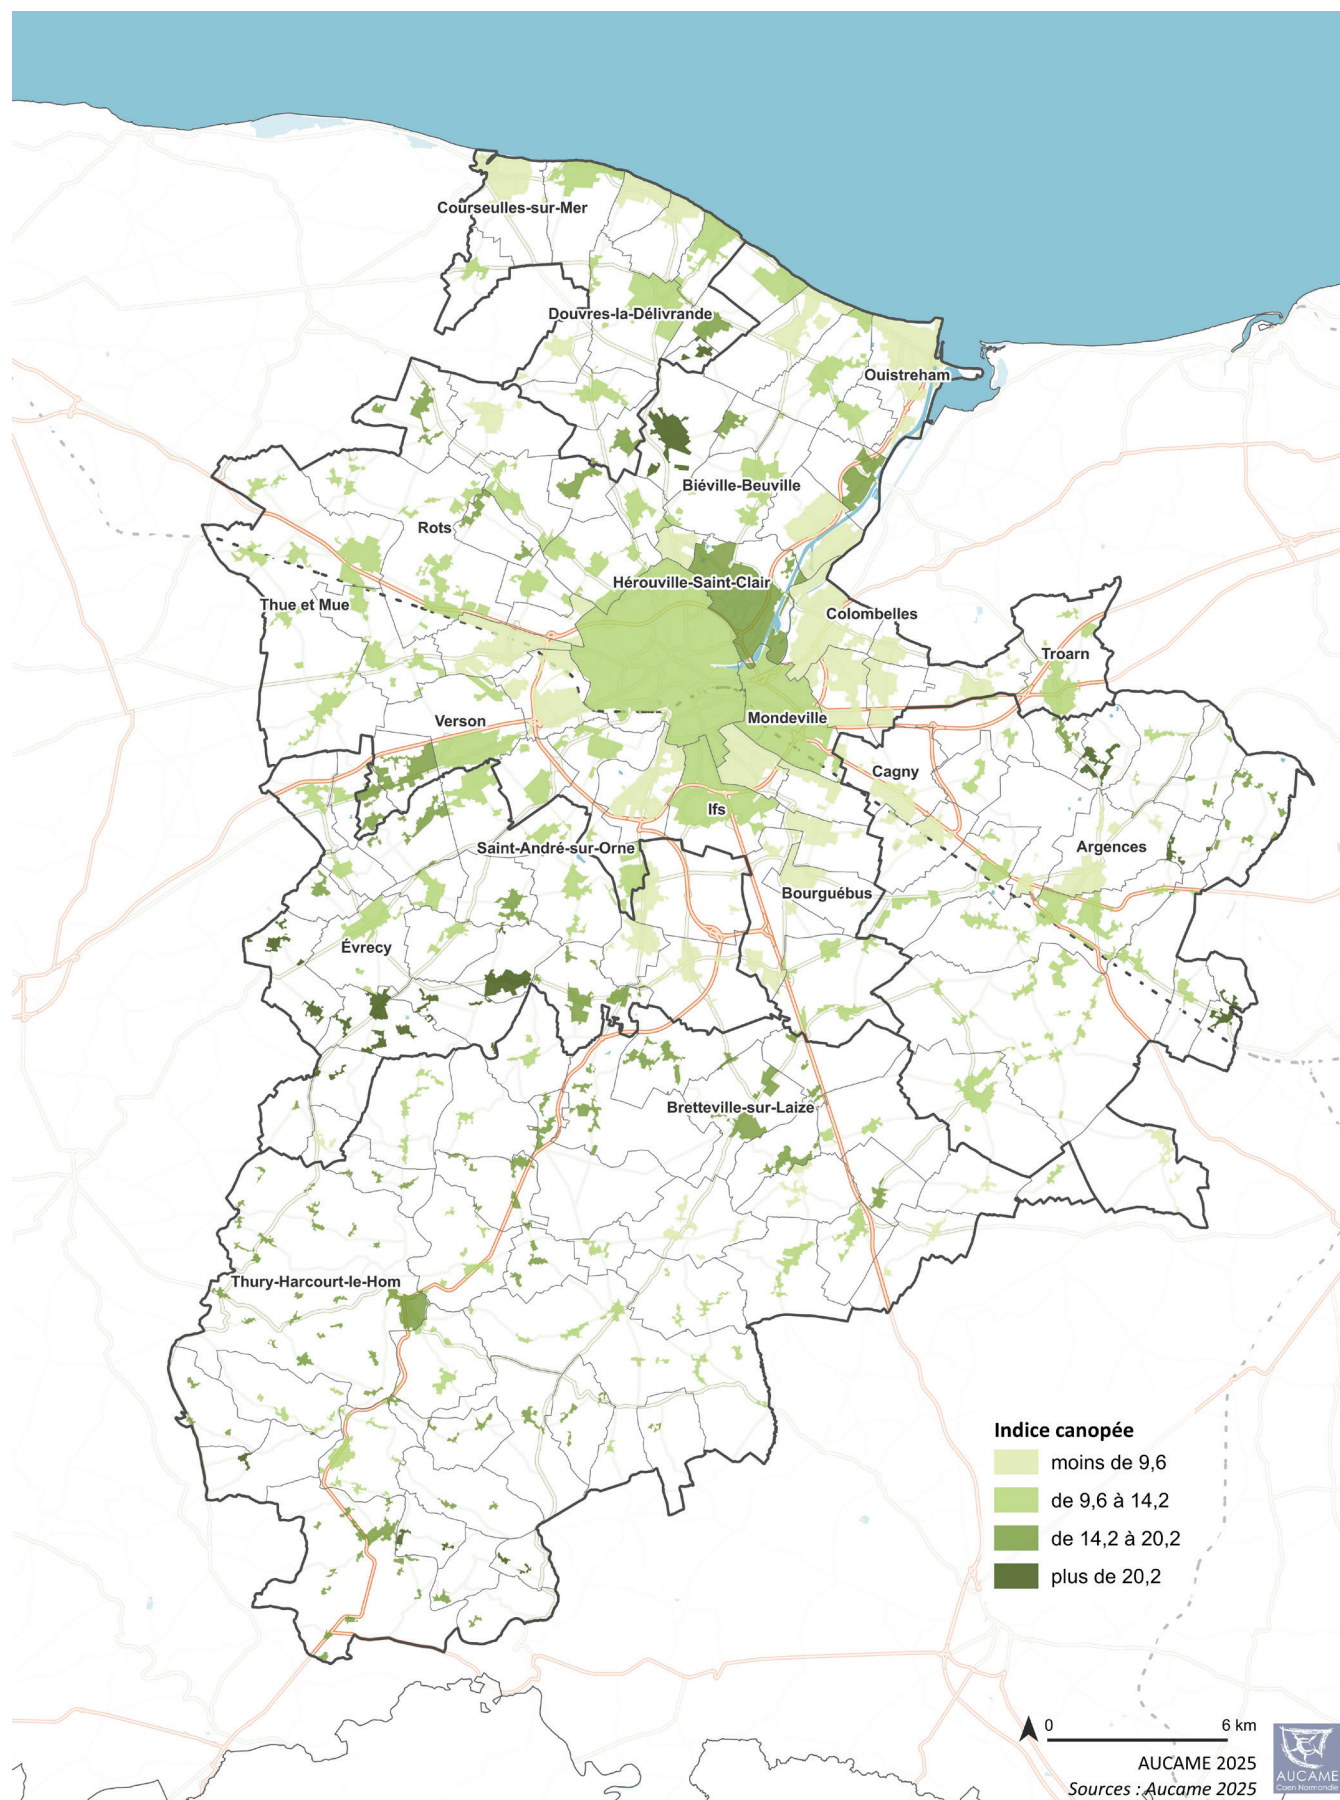 Courseulles-sur-Mer
Douvres-la-Délivrande
Ouistreham
Biéville-Beuville
Rots
Hérouville-Saint-Clair
Thue et Mue
Colombelles
Troarn
Verson
Mondeville
Cagny
Ifs
Saint-André-sur-Orne
Argences
Bourguébus
Évrecy
Bretteville-sur-Laize
Thury-Harcourt-le-Hom
Indice canopée
moins de 9,6
de 9,6 à 14,2
de 14,2 à 20,2
plus de 20,2
0 6 km
AUCAME 2025
Sources : Aucame 2025
AUCAME
Caen Normandie